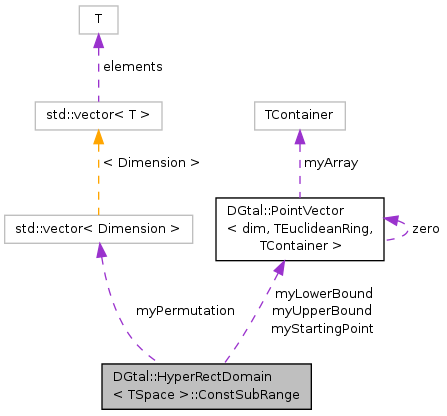 T
elements
std::vector< T >
TContainer
< Dimension >
myArray
DGtal::PointVector
< dim, TEuclideanRing,
TContainer >
std::vector< Dimension >
zero
myPermutation
myLowerBound
myUpperBound
myStartingPoint
DGtal::HyperRectDomain
< TSpace >::ConstSubRange